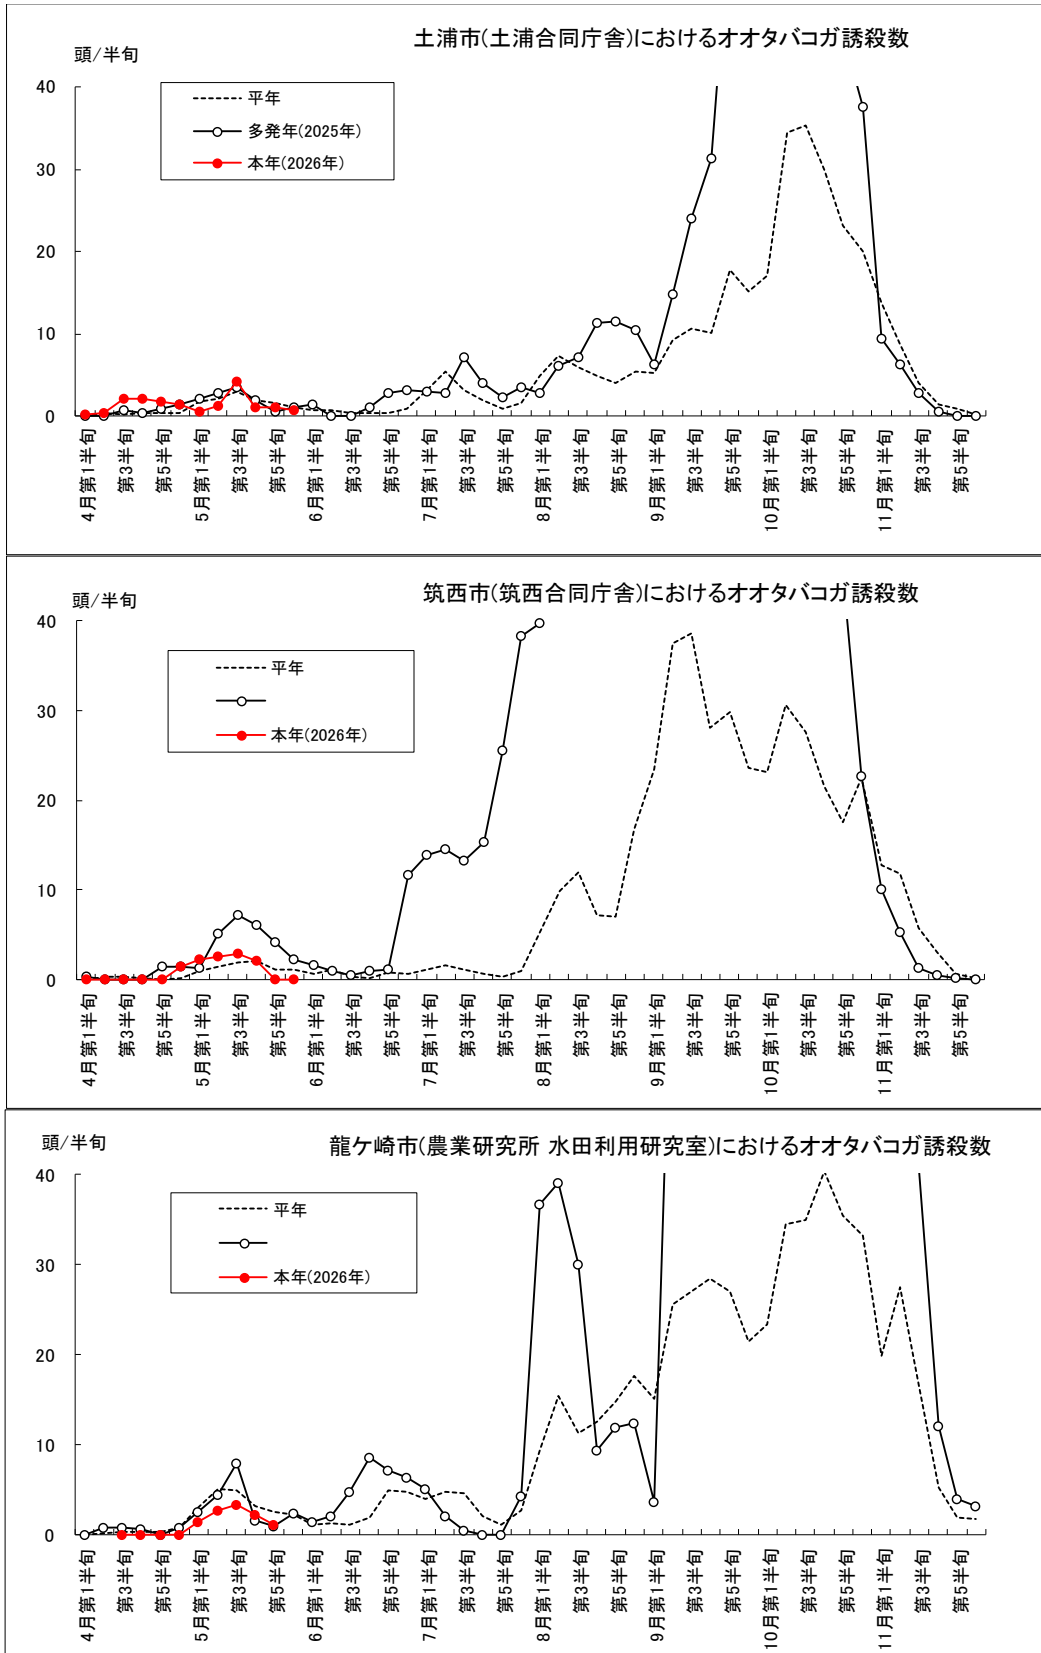 土浦市(土浦合同庁舎)におけるオオタバコガ誘殺数
頭/半旬
平年
多発年(2025年)
本年(2026年)
40
30
20
10
0
4月第1半旬
第3半旬
第5半旬
5月第1半旬
第3半旬
第5半旬
6月第1半旬
第3半旬
第5半旬
7月第1半旬
第3半旬
第5半旬
8月第1半旬
第3半旬
第5半旬
9月第1半旬
第3半旬
第5半旬
10月第1半旬
第3半旬
第5半旬
11月第1半旬
第3半旬
第5半旬
筑西市(筑西合同庁舎)におけるオオタバコガ誘殺数
頭/半旬
平年
本年(2026年)
40
30
20
10
0
4月第1半旬
第3半旬
第5半旬
5月第1半旬
第3半旬
第5半旬
6月第1半旬
第3半旬
第5半旬
7月第1半旬
第3半旬
第5半旬
8月第1半旬
第3半旬
第5半旬
9月第1半旬
第3半旬
第5半旬
10月第1半旬
第3半旬
第5半旬
11月第1半旬
第3半旬
第5半旬
龍ケ崎市(農業研究所 水田利用研究室)におけるオオタバコガ誘殺数
頭/半旬
平年
本年(2026年)
40
30
20
10
0
4月第1半旬
第3半旬
第5半旬
5月第1半旬
第3半旬
第5半旬
6月第1半旬
第3半旬
第5半旬
7月第1半旬
第3半旬
第5半旬
8月第1半旬
第3半旬
第5半旬
9月第1半旬
第3半旬
第5半旬
10月第1半旬
第3半旬
第5半旬
11月第1半旬
第3半旬
第5半旬